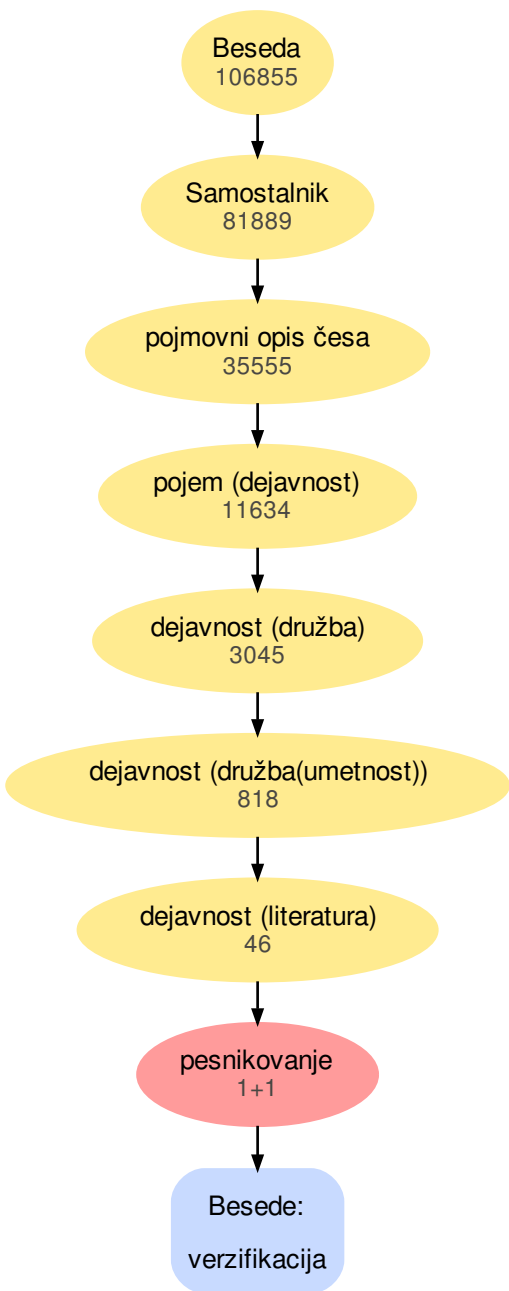 Beseda
106855
Samostalnik
81889
pojmovni opis česa
35555
pojem (dejavnost)
11634
dejavnost (družba)
3045
dejavnost (družba(umetnost))
818
dejavnost (literatura)
46
pesnikovanje
1+1
Besede:
verzifikacija